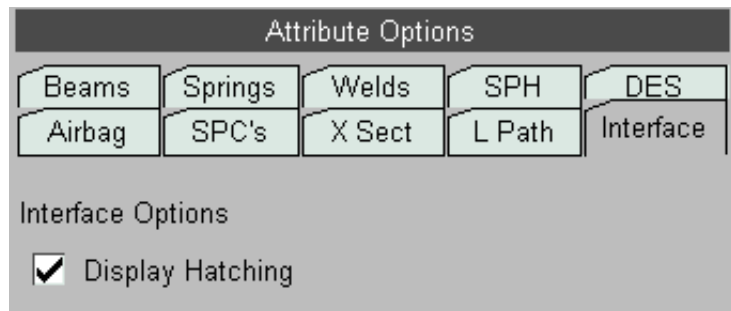 Attribute Options
Beams Springs Welds SPH DES
Airbag SPC's X Sect L Path Interface
Interface Options
Display Hatching